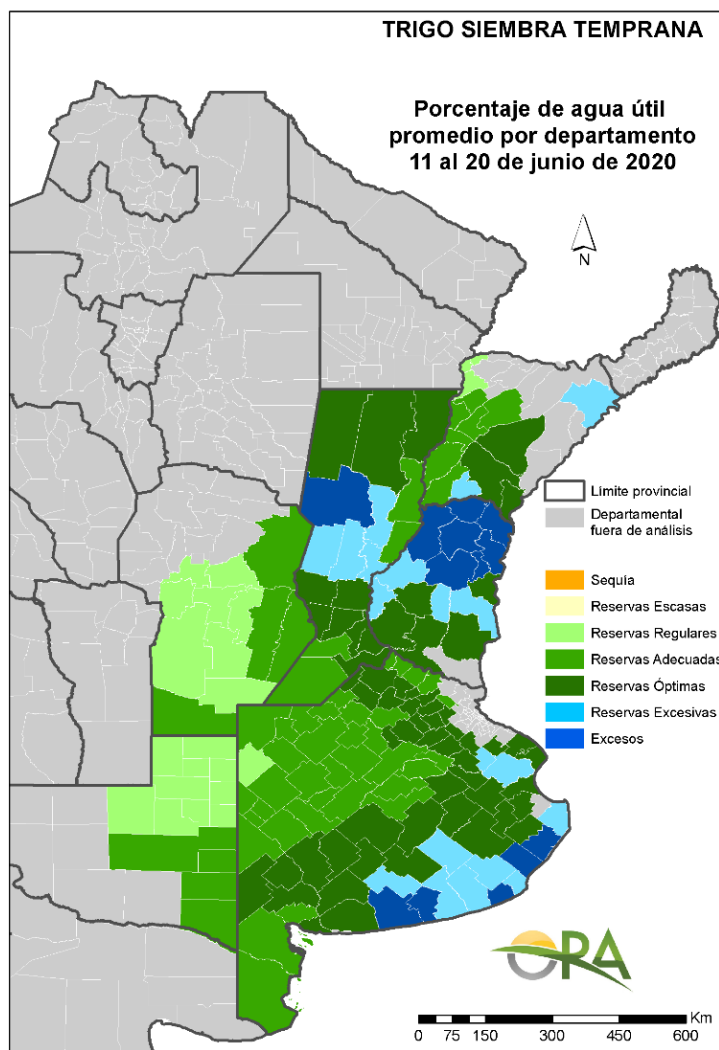 TRIGO SIEMBRA TEMPRANA
Porcentaje de agua útil
promedio por departamento
11 al 20 de junio de 2020
N
Límite provincial
Departamental
fuera de análisis
Sequía
Reservas Escasas
Reservas Regulares
Reservas Adecuadas
Reservas Óptimas
Reservas Excesivas
Excesos
OPA
Km
0 75 150 300 450 600